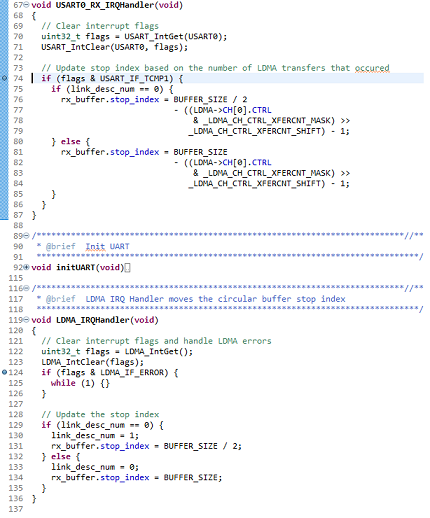 67 void USART0_RX_IRQHandler(void)
68 {
69   // Clear interrupt flags
70   uint32_t flags = USART_IntGet(USART0);
71   USART_IntClear(USART0, flags);
72
73   // Update stop index based on the number of LDMA transfers that occured
74   if (flags & USART_IF_TCMP1) {
75     if (link_desc_num == 0) {
76       rx_buffer.stop_index = BUFFER_SIZE / 2
77                              - ((LDMA->CH[0].CTRL
78                                  & _LDMA_CH_CTRL_XFERCNT_MASK) >>
79                                 _LDMA_CH_CTRL_XFERCNT_SHIFT) - 1;
80     } else {
81       rx_buffer.stop_index = BUFFER_SIZE
82                              - ((LDMA->CH[0].CTRL
83                                  & _LDMA_CH_CTRL_XFERCNT_MASK) >>
84                                 _LDMA_CH_CTRL_XFERCNT_SHIFT) - 1;
85     }
86   }
87 }
88
89 /**************************************************************************//**
90  * @brief  Init UART
91  *****************************************************************************/
92 void initUART(void)
115
116 /**************************************************************************//**
117  * @brief  LDMA IRQ Handler moves the circular buffer stop index
118  *****************************************************************************/
119 void LDMA_IRQHandler(void)
120 {
121   // Clear interrupt flags and handle LDMA errors
122   uint32_t flags = LDMA_IntGet();
123   LDMA_IntClear(flags);
124   if (flags & LDMA_IF_ERROR) {
125     while (1) {}
126   }
127
128   // Update the stop index
129   if (link_desc_num == 0) {
130     link_desc_num = 1;
131     rx_buffer.stop_index = BUFFER_SIZE / 2;
132   } else {
133     link_desc_num = 0;
134     rx_buffer.stop_index = BUFFER_SIZE;
135   }
136 }
137